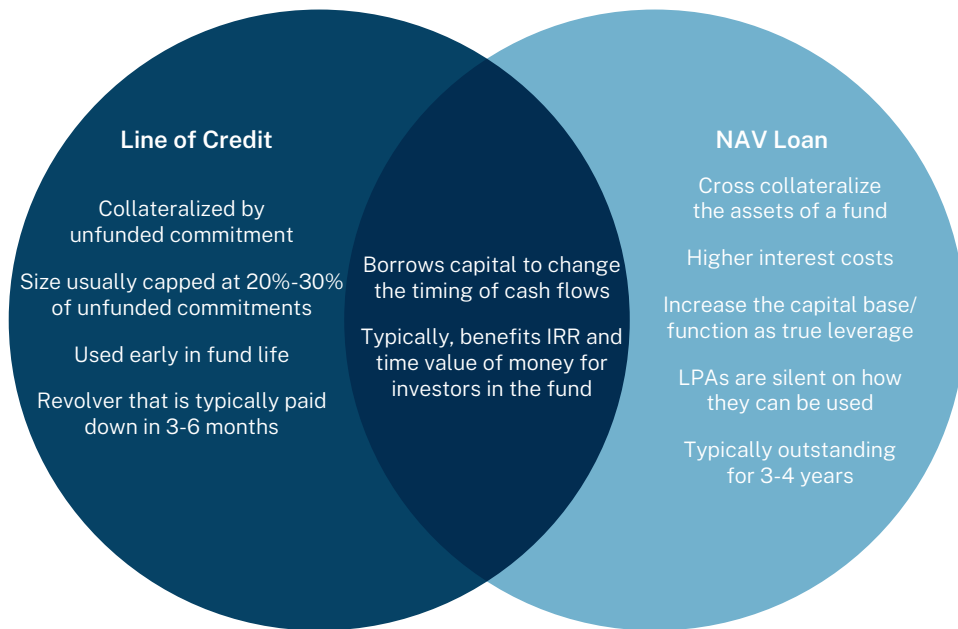 Line of Credit
Collateralized by
unfunded commitment
Size usually capped at 20%-30%
of unfunded commitments
Used early in fund life
Revolver that is typically paid
down in 3-6 months
Borrows capital to change
the timing of cash flows
Typically, benefits IRR and
time value of money for
investors in the fund
NAV Loan
Cross collateralize
the assets of a fund
Higher interest costs
Increase the capital base/
function as true leverage
LPAs are silent on how
they can be used
Typically outstanding
for 3-4 years